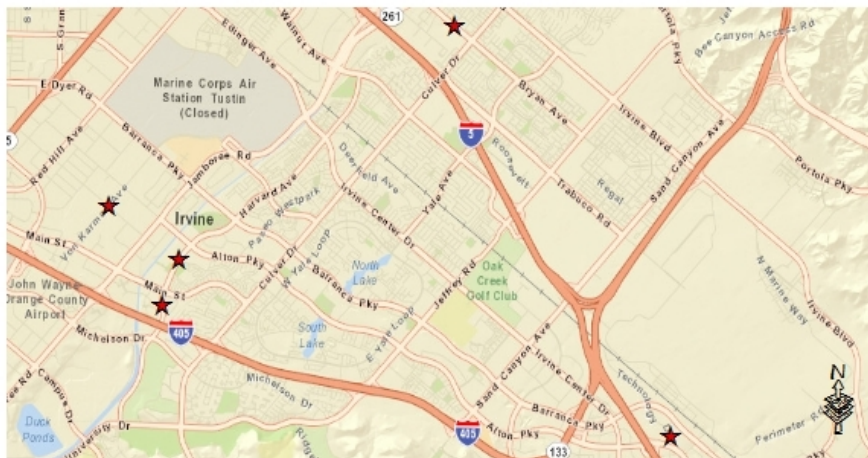 261
Edinger Ave
Walnut Ave
Culver Dr
Portola Pky
Bee Canyon Access Rd
E Dyer Rd
Marine Corps Air
Station Tustin
(Closed)
Bryan Ave
Irvine Blvd
5
5
Red Hill Ave
Barranca Pky
Jamboree Rd
Deerfield Ave
Roosevelt
Sand Canyon Ave
Portola Pky
Harvard Ave
Yale Ave
Regal
Trabuco Rd
Von Karman Ave
Irvine
Paseo Westpark
Irvine Center Dr
Main St
Alton Pky
Culver Dr
W Yale Loop
North
Lake
Barranca Pky
Jeffrey Rd
Oak
Creek
Golf Club
N Marine Way
John Wayne-
Orange County
Airport
Main St
Michelson Dr
405
South
Lake
E Yale Loop
Irvine Blvd
Michelson Dr
Sand Canyon Ave
Irvine Center Dr
Technology
N
Campus Dr
Duck
Ponds
University Dr
405
Alton Pky
Barranca Pky
133
Perimeter Rd